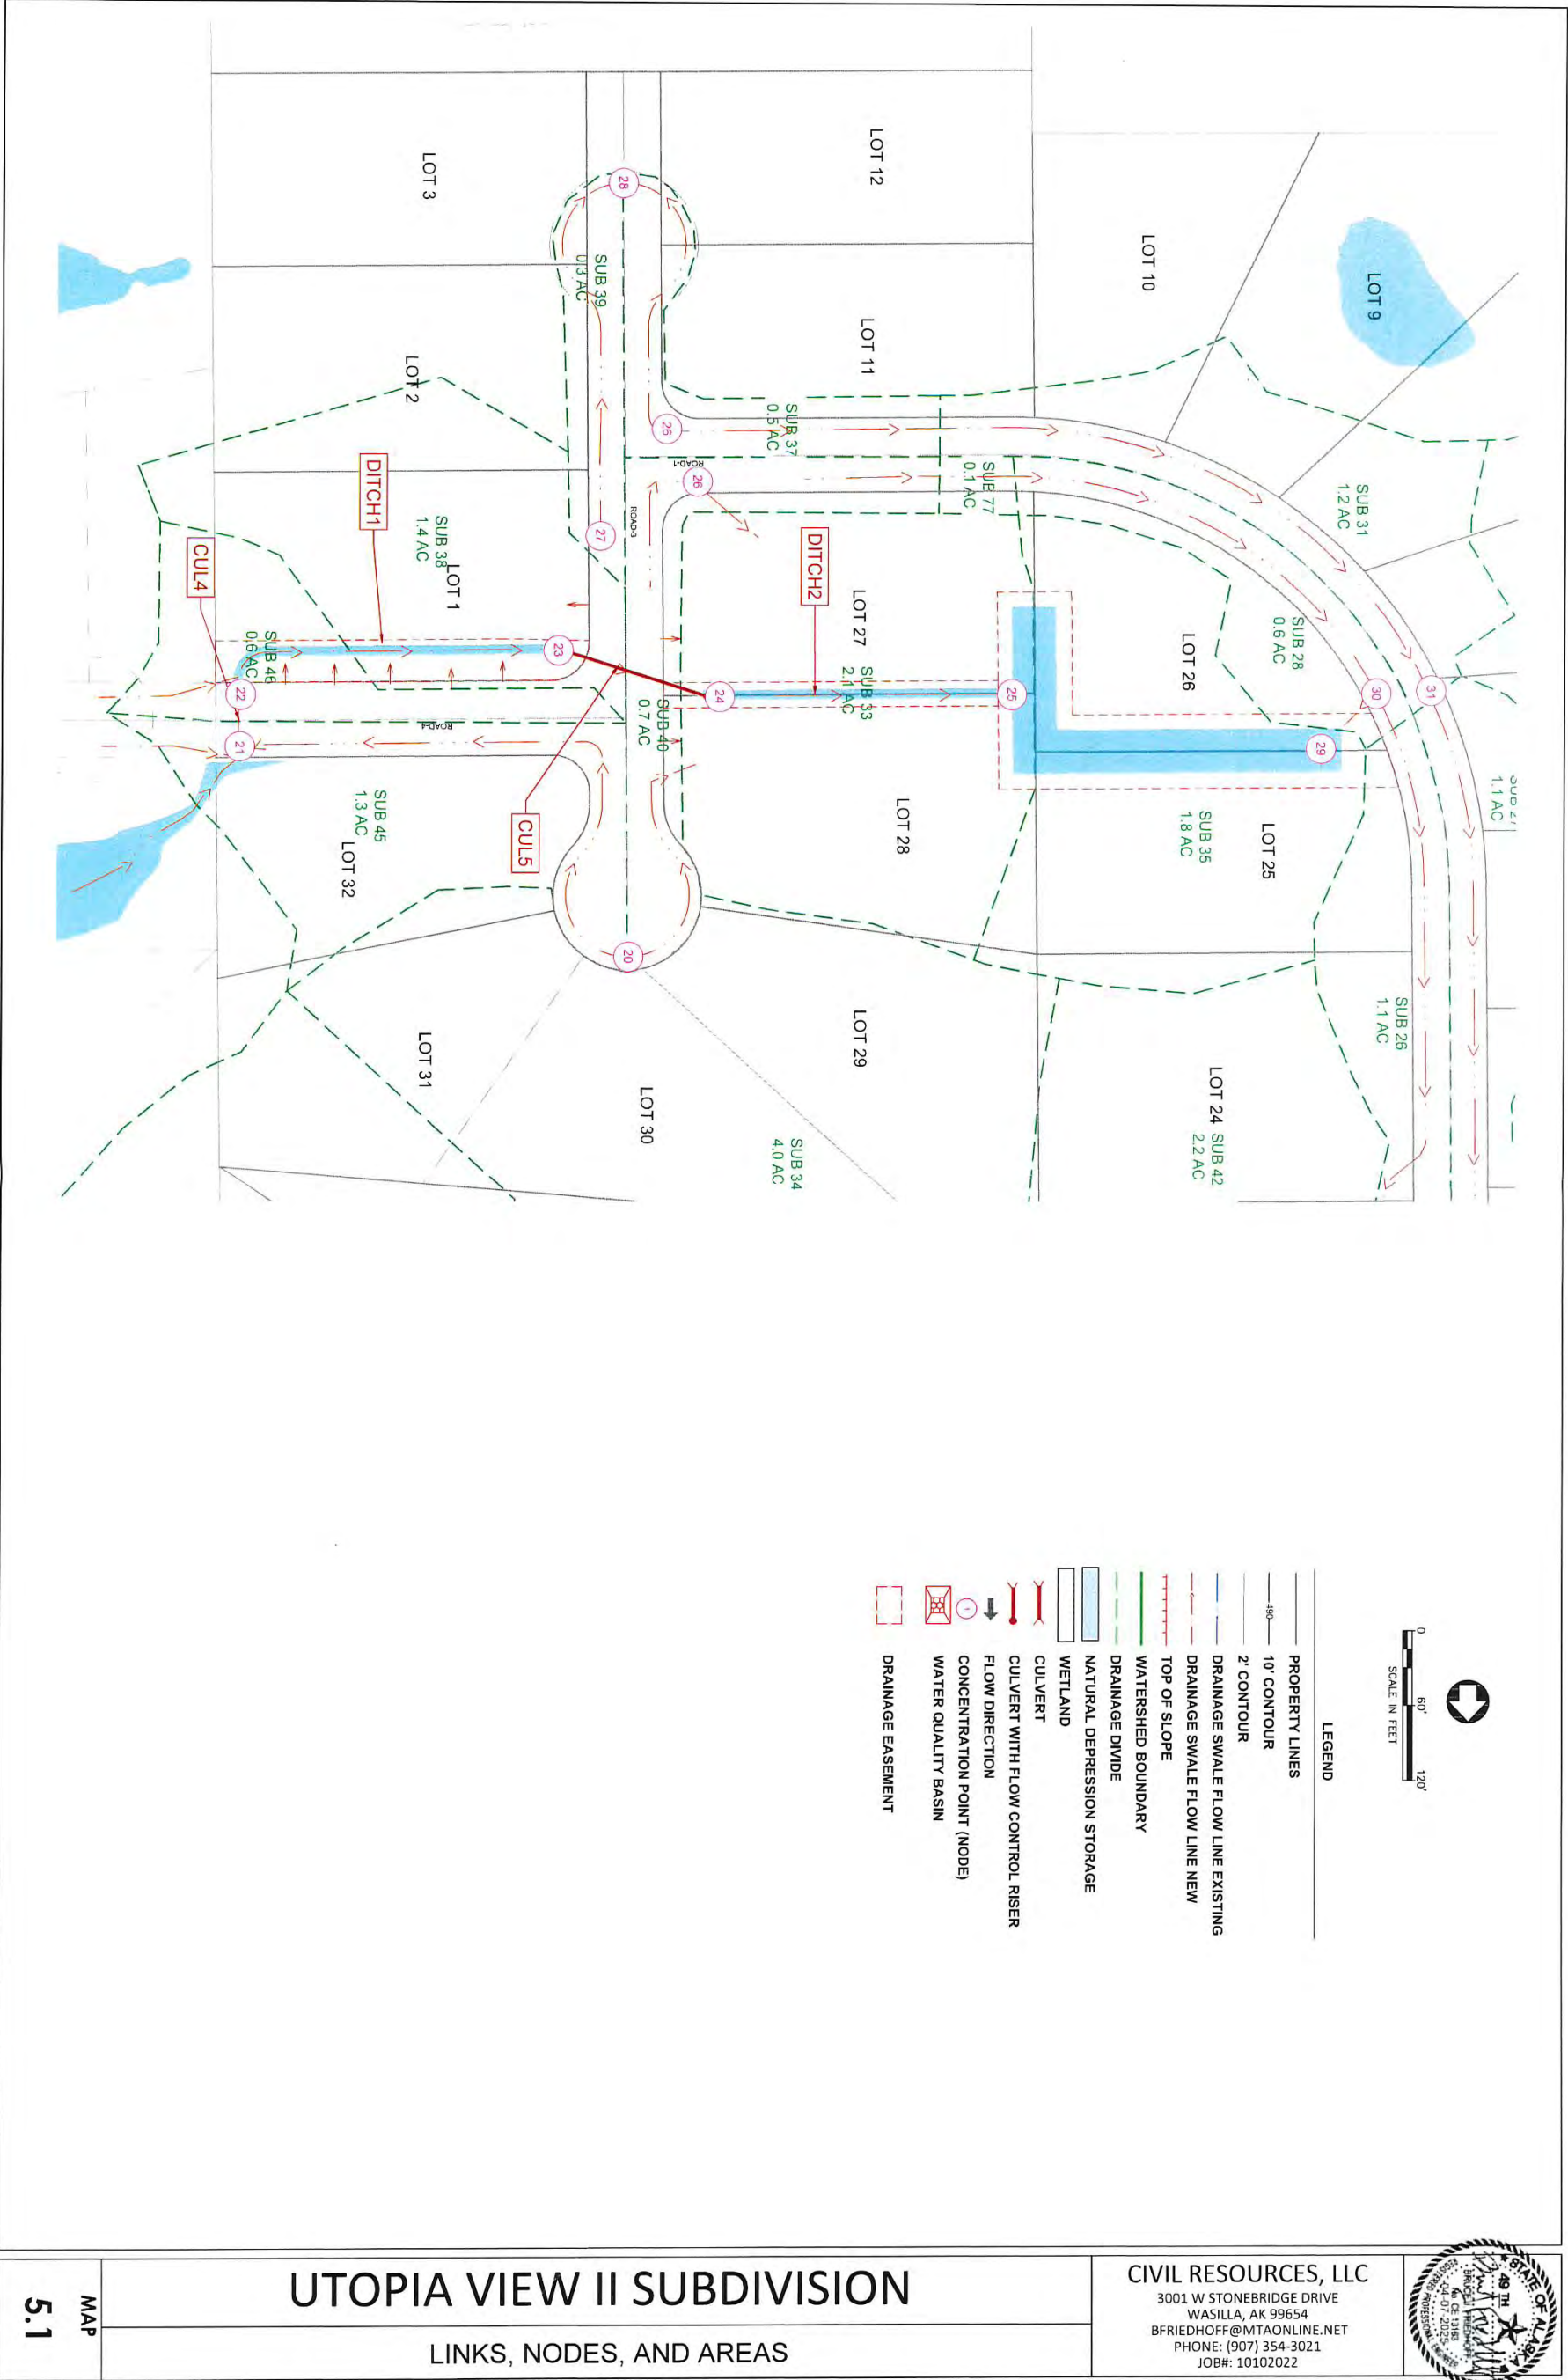 LOT 3
LOT 12
LOT 10
LOT 9
LOT 2
LOT 11
28
SUB 39
0.3 AC
26
SUB 37
0.5 AC
SUB 31
1.2 AC
DITCH1
ROAD-1
26
SUB 77
0.1 AC
27
ROAD-3
DITCH2
CUL4
SUB 38
1.4 AC
LOT 1
LOT 27
LOT 26
SUB 28
0.6 AC
SUB 46
0.6 AC
23
SUB 33
2.1 AC
22
24
25
30
31
21
ROAD-4
SUB 40
0.7 AC
29
1.1 AC
SUB 45
1.3 AC
LOT 32
CUL5
LOT 28
SUB 35
1.8 AC
LOT 25
20
SUB 26
1.1 AC
LOT 31
LOT 30
LOT 29
LOT 24
SUB 42
2.2 AC
SUB 34
4.0 AC
0
60'
120'
SCALE IN FEET
LEGEND
PROPERTY LINES
490
10' CONTOUR
2' CONTOUR
DRAINAGE SWALE FLOW LINE EXISTING
DRAINAGE SWALE FLOW LINE NEW
TOP OF SLOPE
WATERSHED BOUNDARY
DRAINAGE DIVIDE
NATURAL DEPRESSION STORAGE
WETLAND
CULVERT
CULVERT WITH FLOW CONTROL RISER
FLOW DIRECTION
1
CONCENTRATION POINT (NODE)
WATER QUALITY BASIN
DRAINAGE EASEMENT
MAP
5.1
UTOPIA VIEW II SUBDIVISION
LINKS, NODES, AND AREAS
CIVIL RESOURCES, LLC
3001 W STONEBRIDGE DRIVE
WASILLA, AK 99654
BFRIEDHOFF@MTAONLINE.NET
PHONE: (907) 354-3021
JOB#: 10102022
STATE OF ALASKA
49 TH